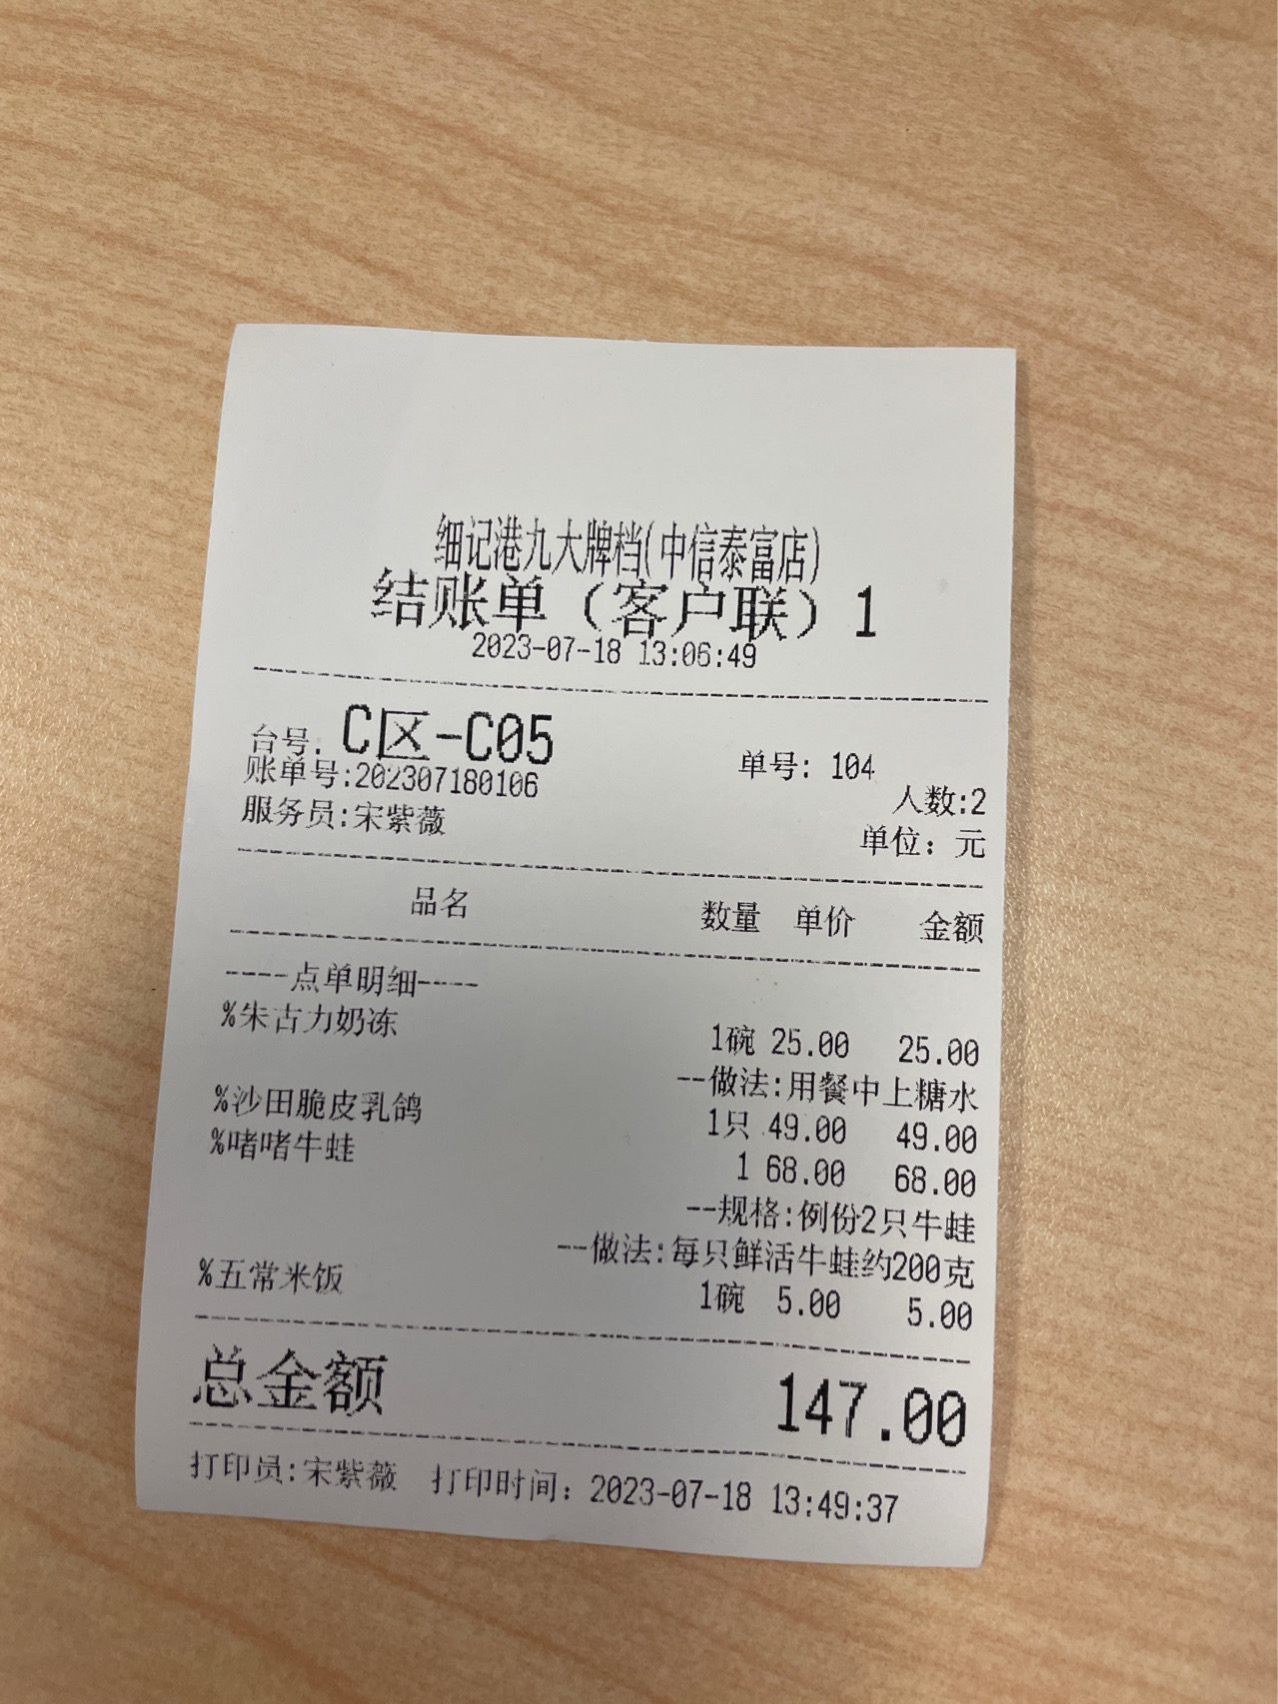 细记港九大牌档(中信泰富店)
结账单（客户联）1
2023-07-18 13:06:49
台号: C区-C05 单号: 104
账单号:202307180106 人数:2
服务员:宋紫薇 单位: 元
品名 数量 单价 金额
----点单明细----
%朱古力奶冻 1碗 25.00 25.00
--做法:用餐中上糖水
%沙田脆皮乳鸽 1只 49.00 49.00
%啫啫牛蛙 1 68.00 68.00
--规格:例份2只牛蛙
--做法:每只鲜活牛蛙约200克
%五常米饭 1碗 5.00 5.00
总金额 147.00
打印员:宋紫薇 打印时间: 2023-07-18 13:49:37